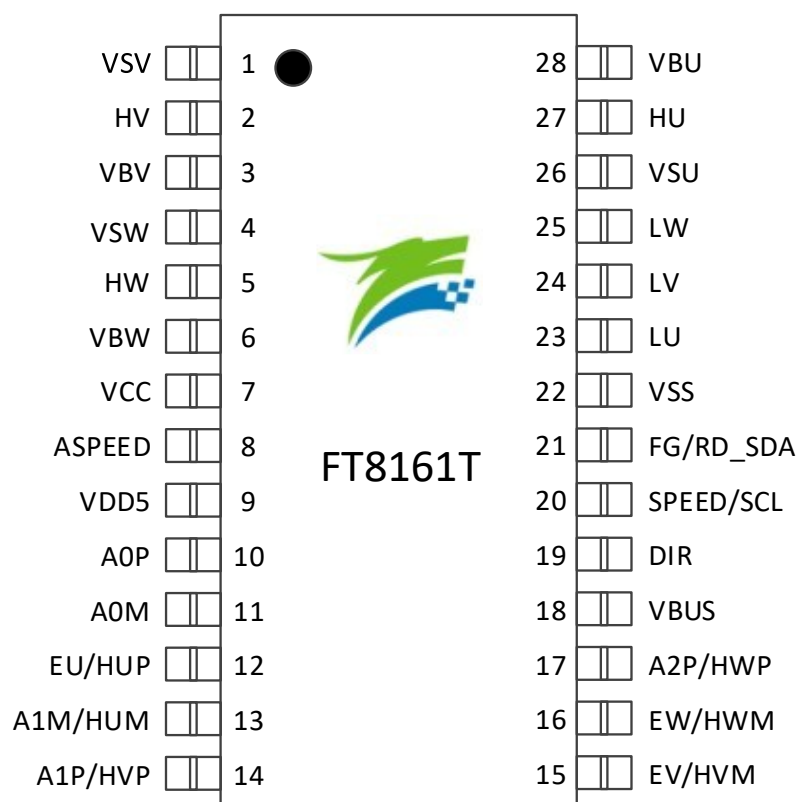 VSV 1 28 VBU
HV 2 27 HU
VBV 3 26 VSU
VSW 4 25 LW
HW 5 24 LV
VBW 6 23 LU
VCC 7 22 VSS
ASPEED 8 21 FG/RD_SDA
FT8161T
VDD5 9 20 SPEED/SCL
A0P 10 19 DIR
A0M 11 18 VBUS
EU/HUP 12 17 A2P/HWP
A1M/HUM 13 16 EW/HWM
A1P/HVP 14 15 EV/HVM